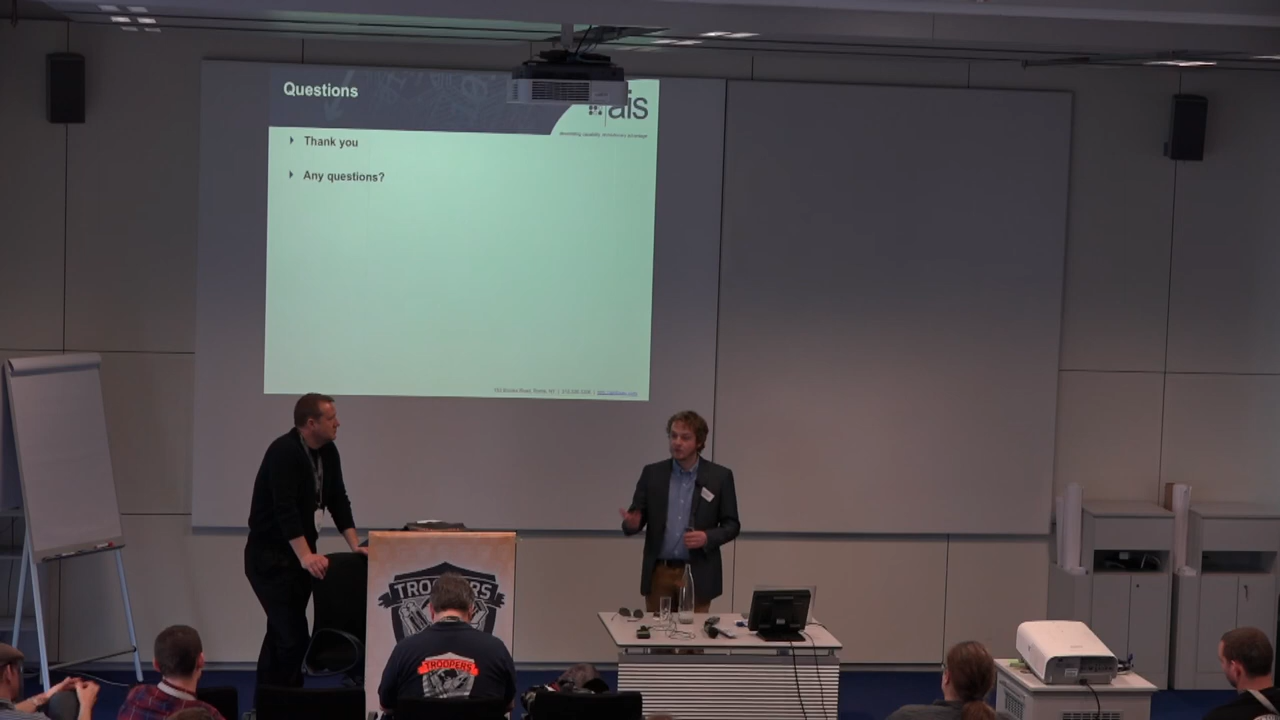 Questions
ais
Thank you
Any questions?
TROOPERS
TROOPERS